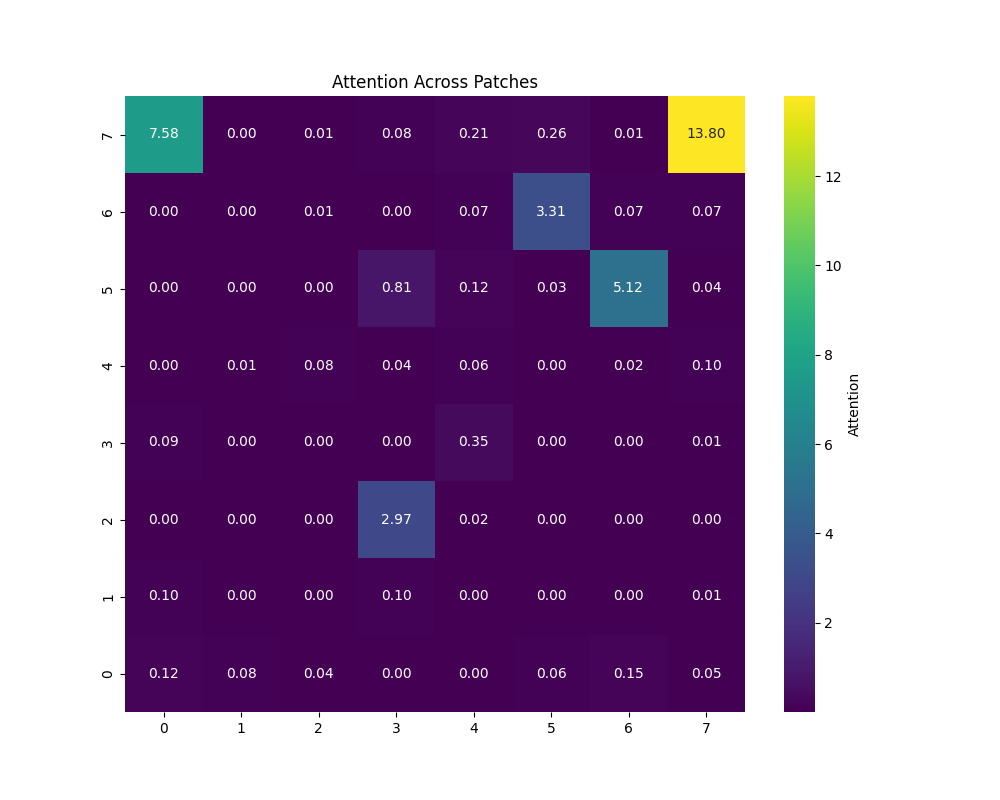 Attention Across Patches
7 7.58 0.00 0.01 0.08 0.21 0.26 0.01 13.80
6 0.00 0.00 0.01 0.00 0.07 3.31 0.07 0.07
5 0.00 0.00 0.00 0.81 0.12 0.03 5.12 0.04
4 0.00 0.01 0.08 0.04 0.06 0.00 0.02 0.10
3 0.09 0.00 0.00 0.00 0.35 0.00 0.00 0.01
2 0.00 0.00 0.00 2.97 0.02 0.00 0.00 0.00
1 0.10 0.00 0.00 0.10 0.00 0.00 0.00 0.01
0 0.12 0.08 0.04 0.00 0.00 0.06 0.15 0.05
0 1 2 3 4 5 6 7
12
10
8
6
4
2
Attention